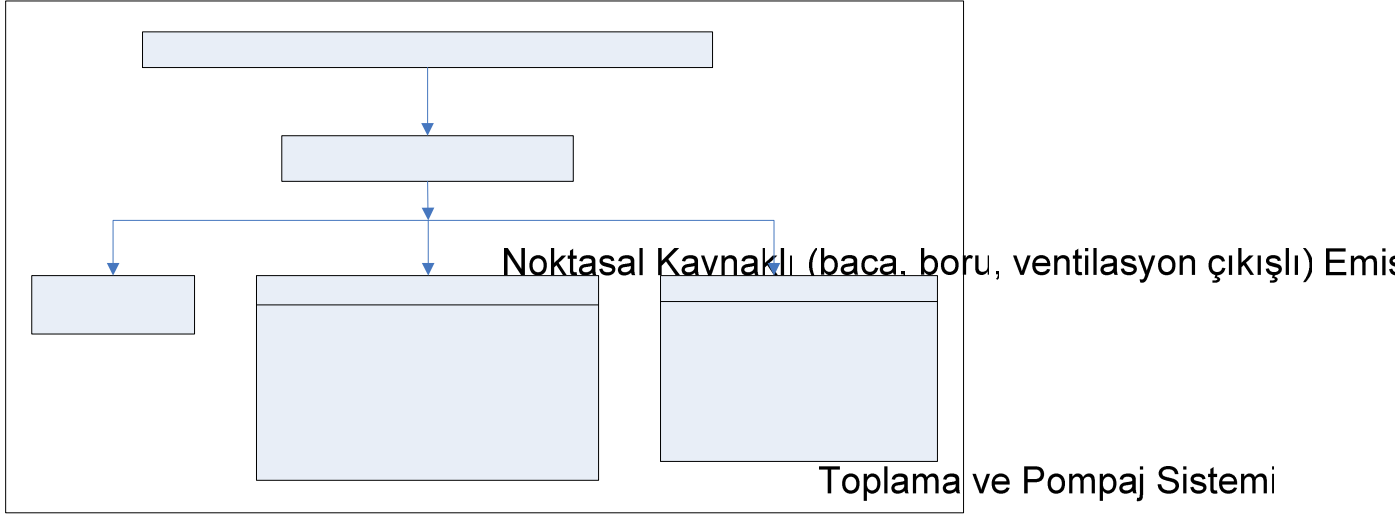 Noktasal Kaynaklı (baca, boru, ventilasyon çıkışlı) Emis
Toplama ve Pompaj Sistemi